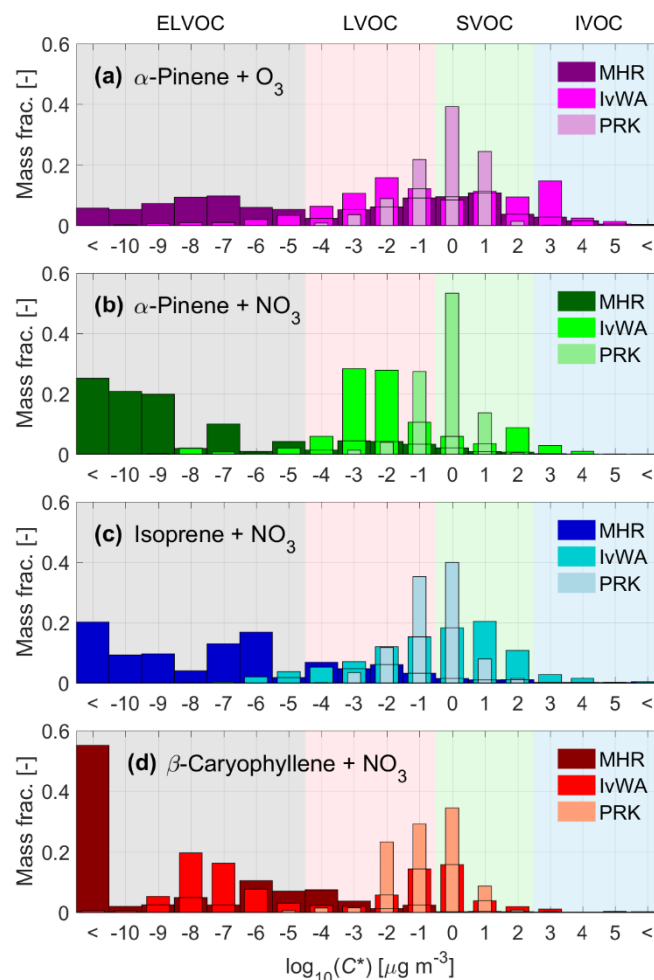 ELVOC LVOC SVOC IVOC
0.6
(a) α-Pinene + O3
MHR
IvWA
PRK
Mass frac. [-]
0.4
0.2
0
< -10 -9 -8 -7 -6 -5 -4 -3 -2 -1 0 1 2 3 4 5 <
0.6
(b) α-Pinene + NO3
MHR
IvWA
PRK
Mass frac. [-]
0.4
0.2
0
< -10 -9 -8 -7 -6 -5 -4 -3 -2 -1 0 1 2 3 4 5 <
0.6
(c) Isoprene + NO3
MHR
IvWA
PRK
Mass frac. [-]
0.4
0.2
0
< -10 -9 -8 -7 -6 -5 -4 -3 -2 -1 0 1 2 3 4 5 <
0.6
(d) β-Caryophyllene + NO3
MHR
IvWA
PRK
Mass frac. [-]
0.4
0.2
0
< -10 -9 -8 -7 -6 -5 -4 -3 -2 -1 0 1 2 3 4 5 <
log10(C*) [μg m-3]